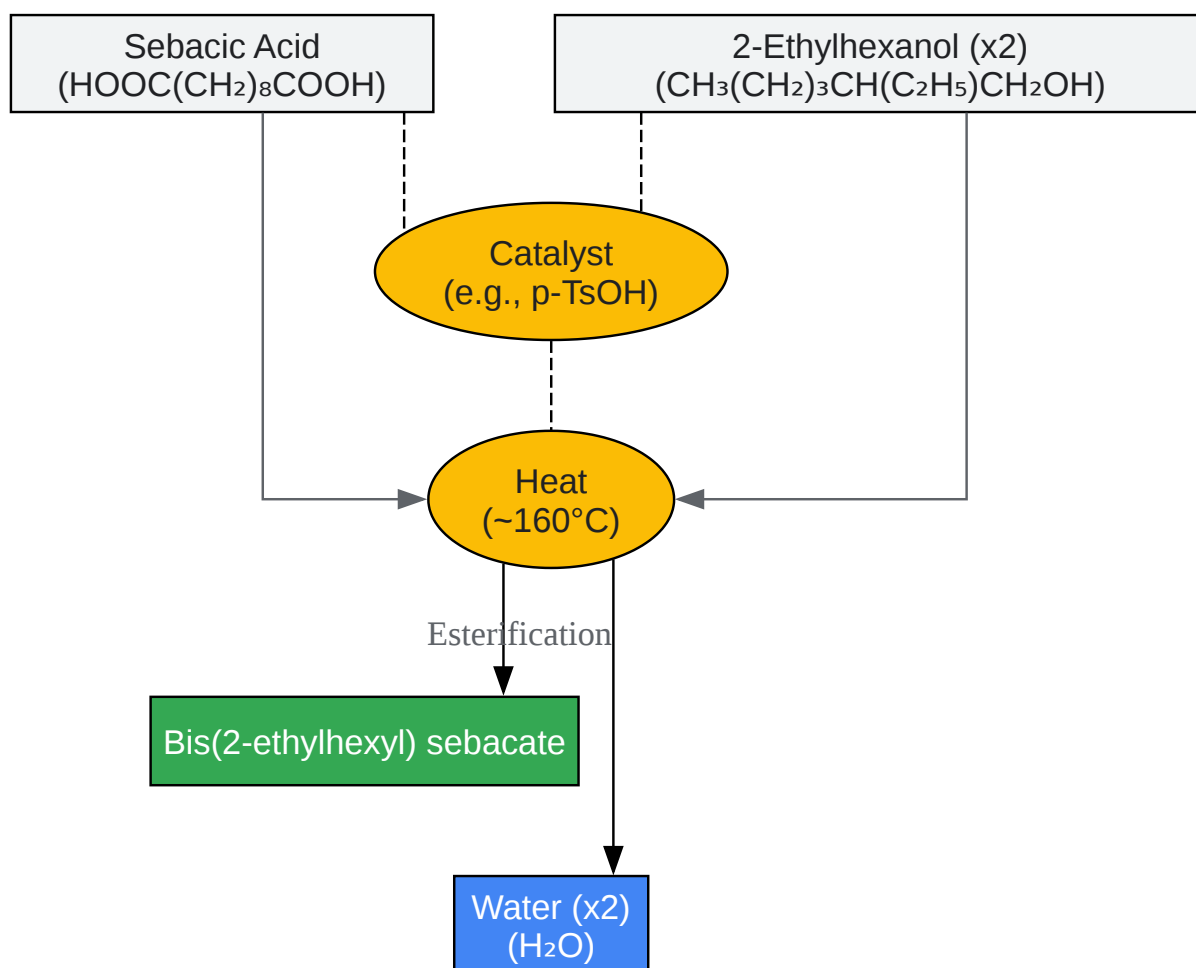 Sebacic Acid
(HOOC(CH₂)₈COOH)
2-Ethylhexanol (x2)
(CH₃(CH₂)₃CH(C₂H₅)CH₂OH)
Catalyst
(e.g., p-TsOH)
Heat
(~160°C)
Esterification
Bis(2-ethylhexyl) sebacate
Water (x2)
(H₂O)